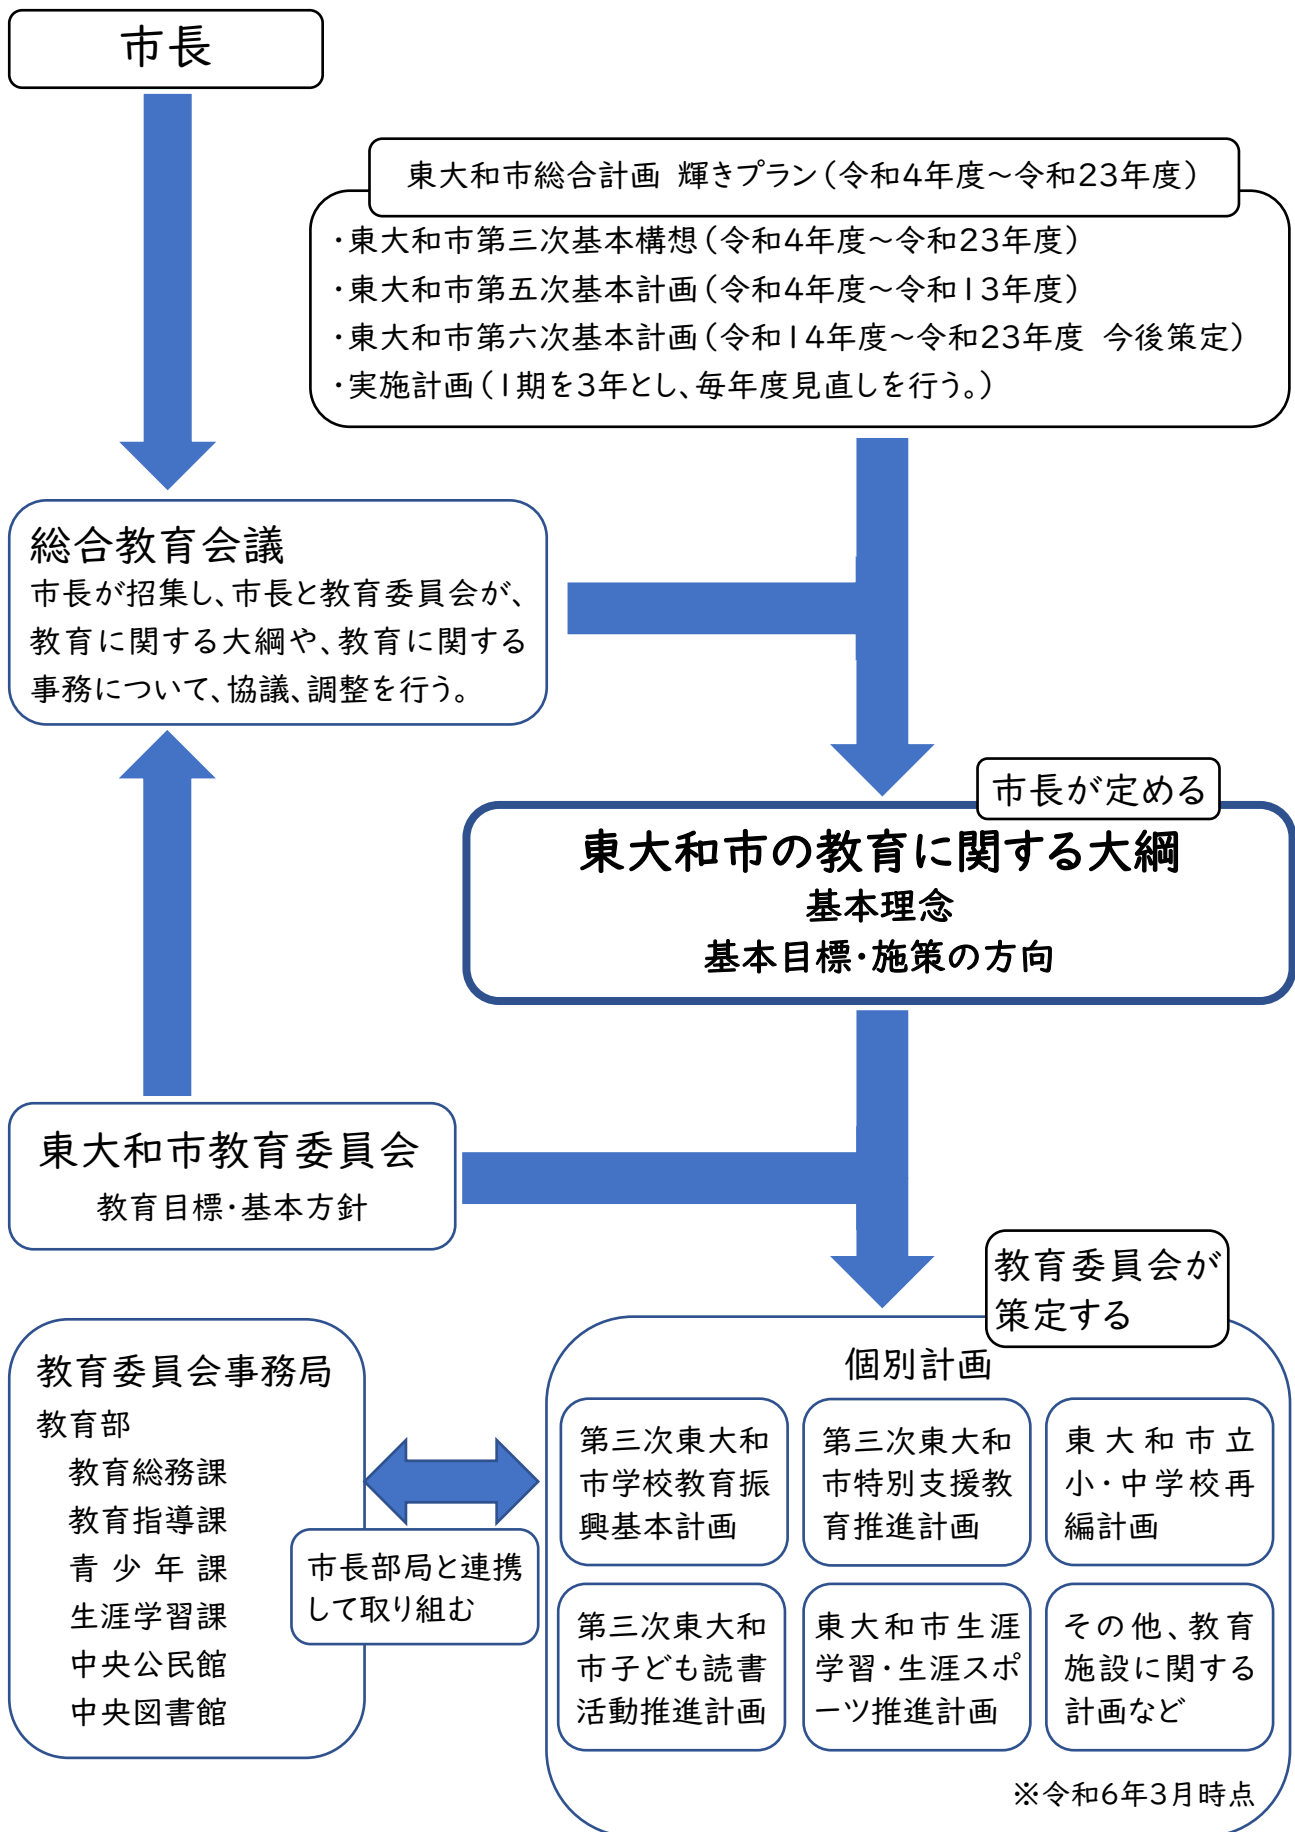 市長
東大和市総合計画 輝きプラン(令和4年度～令和23年度)
・東大和市第三次基本構想(令和4年度～令和23年度)
・東大和市第五次基本計画(令和4年度～令和13年度)
・東大和市第六次基本計画(令和14年度～令和23年度 今後策定)
・実施計画(1期を3年とし、毎年度見直しを行う。)
総合教育会議
市長が招集し、市長と教育委員会が、
教育に関する大綱や、教育に関する
事務について、協議、調整を行う。
市長が定める
東大和市の教育に関する大綱
基本理念
基本目標・施策の方向
東大和市教育委員会
教育目標・基本方針
教育委員会が
策定する
教育委員会事務局
教育部
教育総務課
教育指導課
青少年課
生涯学習課
中央公民館
中央図書館
市長部局と連携
して取り組む
個別計画
第三次東大和
市学校教育振
興基本計画
第三次東大和
市特別支援教
育推進計画
東大和市立
小・中学校再
編計画
第三次東大和
市子ども読書
活動推進計画
東大和市生涯
学習・生涯スポ
ーツ推進計画
その他、教育
施設に関する
計画など
※令和6年3月時点